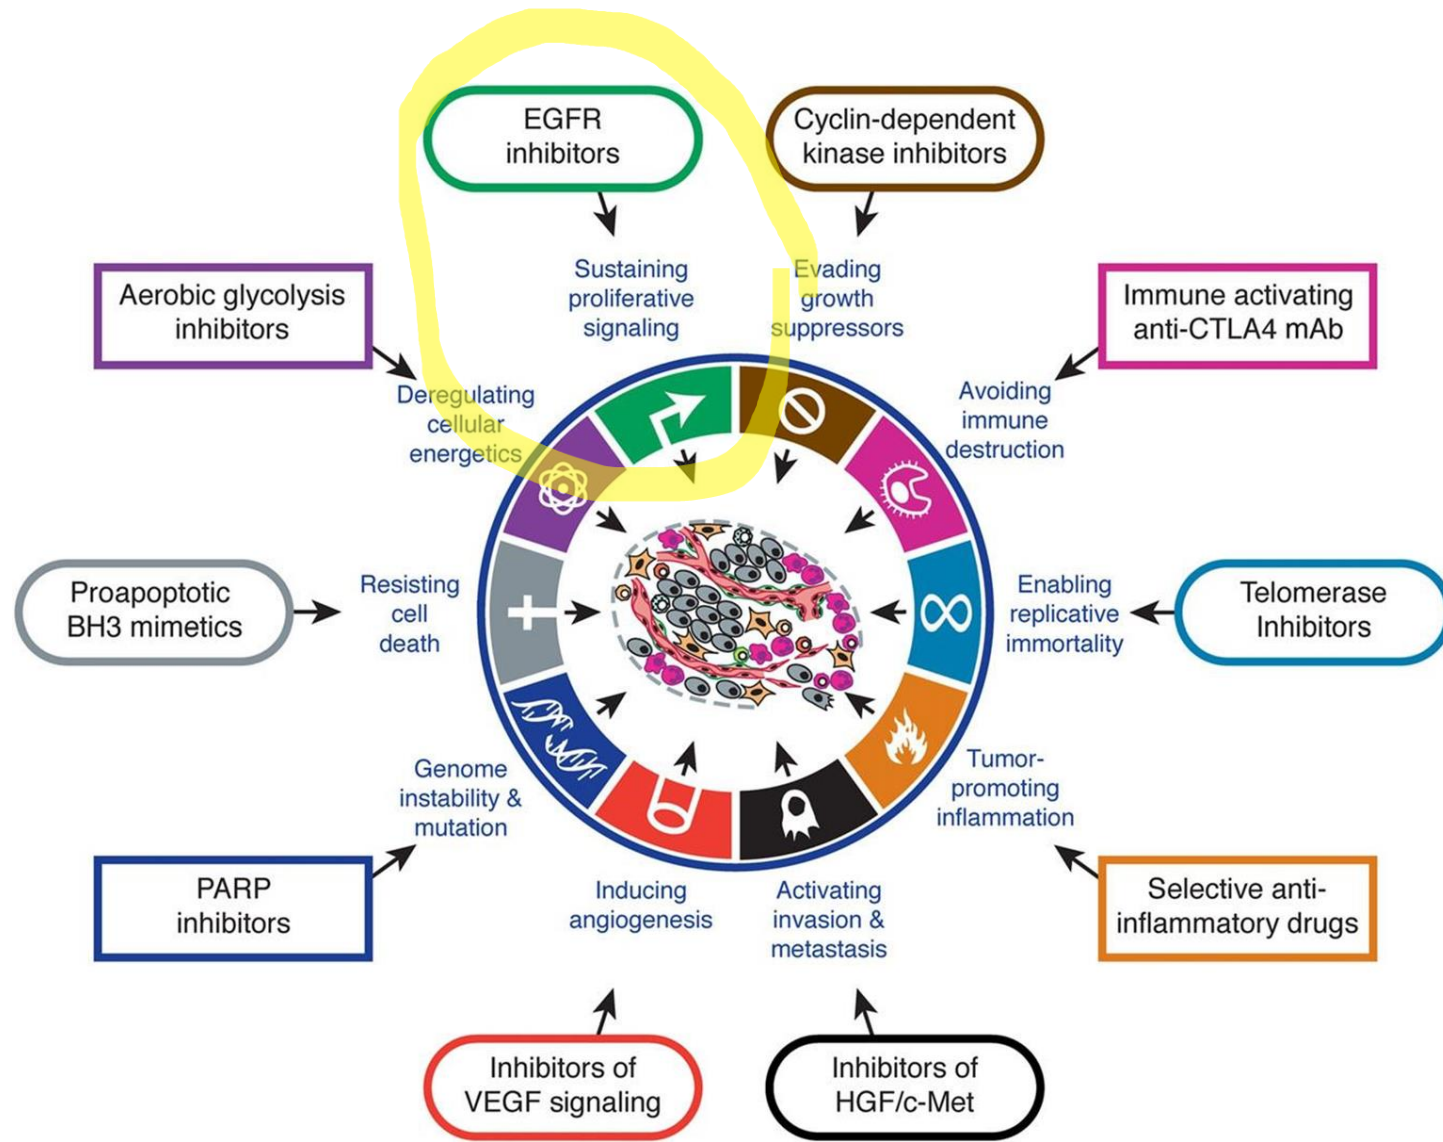 EGFR
inhibitors
Cyclin-dependent
kinase inhibitors
Sustaining
proliferative
signaling
Evading
growth
suppressors
Aerobic glycolysis
inhibitors
Immune activating
anti-CTLA4 mAb
Deregulating
cellular
energetics
Avoiding
immune
destruction
Proapoptotic
BH3 mimetics
Resisting
cell
death
Enabling
replicative
immortality
Telomerase
Inhibitors
Genome
instability &
mutation
Tumor-
promoting
inflammation
PARP
inhibitors
Inducing
angiogenesis
Activating
invasion &
metastasis
Selective anti-
inflammatory drugs
Inhibitors of
VEGF signaling
Inhibitors of
HGF/c-Met